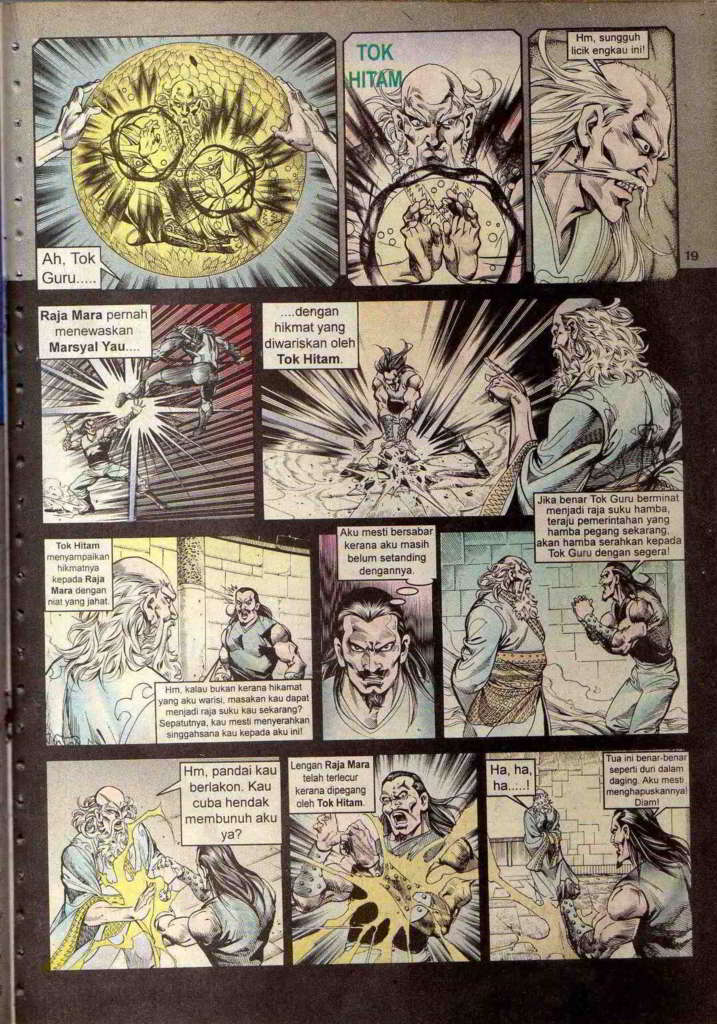 Ah, Tok
Guru.....
TOK
HITAM
Hm, sungguh
licik engkau ini!
19
Raja Mara pernah
menewaskan
Marsyal Yau....
....dengan
hikmat yang
diwariskan oleh
Tok Hitam.
Tok Hitam
menyampaikan
hikmatnya
kepada Raja
Mara dengan
niat yang jahat.
Hm, kalau bukan kerana hikamat
yang aku warisi, masakan kau dapat
menjadi raja suku kau sekarang?
Sepatutnya, kau mesti menyerahkan
singgahsana kau kepada aku ini!
Aku mesti bersabar
kerana aku masih
belum setanding
dengannya.
Jika benar Tok Guru berminat
menjadi raja suku hamba,
teraju pemerintahan yang
hamba pegang sekarang,
akan hamba serahkan kepada
Tok Guru dengan segera!
Hm, pandai kau
berlakon. Kau
cuba hendak
membunuh aku
ya?
Lengan Raja Mara
telah terlecur
kerana dipegang
oleh Tok Hitam.
Ha, ha,
ha.....!
Tua ini benar-benar
seperti duri dalam
daging. Aku mesti
menghapuskannya!
Diam!